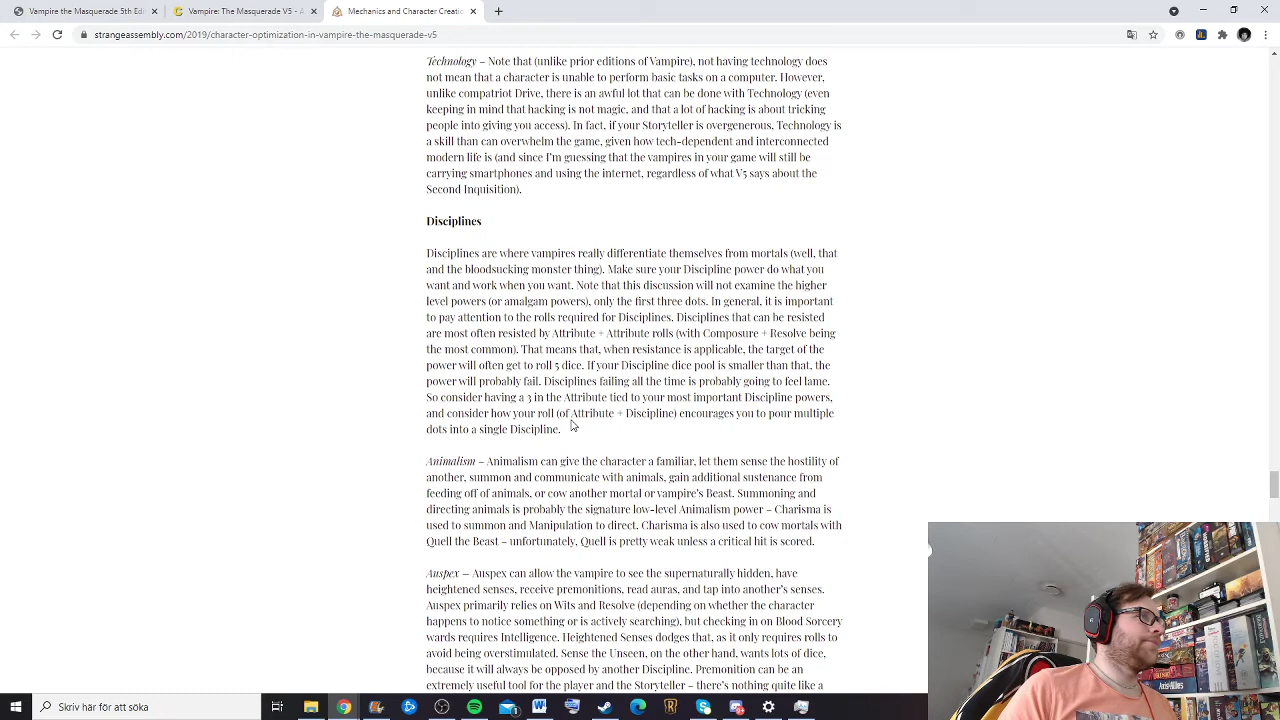 Vampire the Masquerade 5th Edi
Vampire: The Masquerade V5 - A
Mechanics and Character Creatio
strangeassembly.com/2019/character-optimization-in-vampire-the-masquerade-v5
Technology – Note that (unlike prior editions of Vampire), not having technology does
not mean that a character is unable to perform basic tasks on a computer. However,
unlike compatriot Drive, there is an awful lot that can be done with Technology (even
keeping in mind that hacking is not magic, and that a lot of hacking is about tricking
people into giving you access). In fact, if your Storyteller is overgenerous, Technology is
a skill than can overwhelm the game, given how tech-dependent and interconnected
modern life is (and since I'm guessing that the vampires in your game will still be
carrying smartphones and using the internet, regardless of what V5 says about the
Second Inquisition).
Disciplines
Disciplines are where vampires really differentiate themselves from mortals (well, that
and the bloodsucking monster thing). Make sure your Discipline power do what you
want and work when you want. Note that this discussion will not examine the higher
level powers (or amalgam powers), only the first three dots. In general, it is important
to pay attention to the rolls required for Disciplines. Disciplines that can be resisted
are most often resisted by Attribute + Attribute rolls (with Composure + Resolve being
the most common). That means that, when resistance is applicable, the target of the
power will often get to roll 5 dice. If your Discipline dice pool is smaller than that, the
power will probably fail. Disciplines failing all the time is probably going to feel lame.
So consider having a 3 in the Attribute tied to your most important Discipline powers,
and consider how your roll (of Attribute + Discipline) encourages you to pour multiple
dots into a single Discipline.
Animalism – Animalism can give the character a familiar, let them sense the hostility of
another, summon and communicate with animals, gain additional sustenance from
feeding off of animals, or cow another mortal or vampire's Beast. Summoning and
directing animals is probably the signature low-level Animalism power – Charisma is
used to summon and Manipulation to direct. Charisma is also used to cow mortals with
Quell the Beast – unfortunately, Quell is pretty weak unless a critical hit is scored.
Auspex – Auspex can allow the vampire to see the supernaturally hidden, have
heightened senses, receive premonitions, read auras, and tap into another's senses.
Auspex primarily relies on Wits and Resolve (depending on whether the character
happens to notice something or is actively searching), but checking in on Blood Sorcery
wards requires Intelligence. Heightened Senses dodges that, as it only requires rolls to
avoid being overstimulated. Sense the Unseen, on the other hand, wants lots of dice,
because it will always be opposed by another Discipline. Premonition can be an
extremely useful tool for the player and the Storyteller – there's nothing quite like a
Axis&Allies
Skriv här för att söka